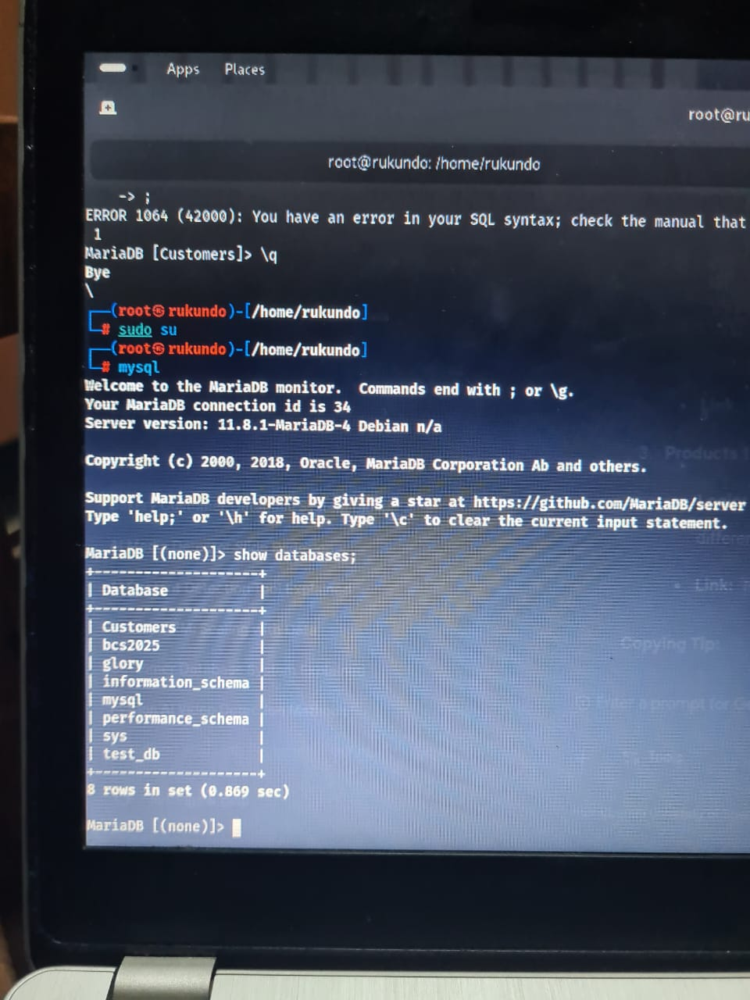 Apps Places
root@ru
root@rukundo: /home/rukundo
-> ;
ERROR 1064 (42000): You have an error in your SQL syntax; check the manual that
1
MariaDB [Customers]> \q
Bye
\
(root㉿rukundo)-[/home/rukundo]
# sudo su
(root㉿rukundo)-[/home/rukundo]
# mysql
Welcome to the MariaDB monitor. Commands end with ; or \g.
Your MariaDB connection id is 34
Server version: 11.8.1-MariaDB-4 Debian n/a
Copyright (c) 2000, 2018, Oracle, MariaDB Corporation Ab and others.
Support MariaDB developers by giving a star at https://github.com/MariaDB/server
Type 'help;' or '\h' for help. Type '\c' to clear the current input statement.
MariaDB [(none)]> show databases;
+--------------------+
| Database |
+--------------------+
| Customers |
| bcs2025 |
| glory |
| information_schema |
| mysql |
| performance_schema |
| sys |
| test_db |
+--------------------+
8 rows in set (0.869 sec)
MariaDB [(none)]>
3. Products
Link:
Copying Tip: